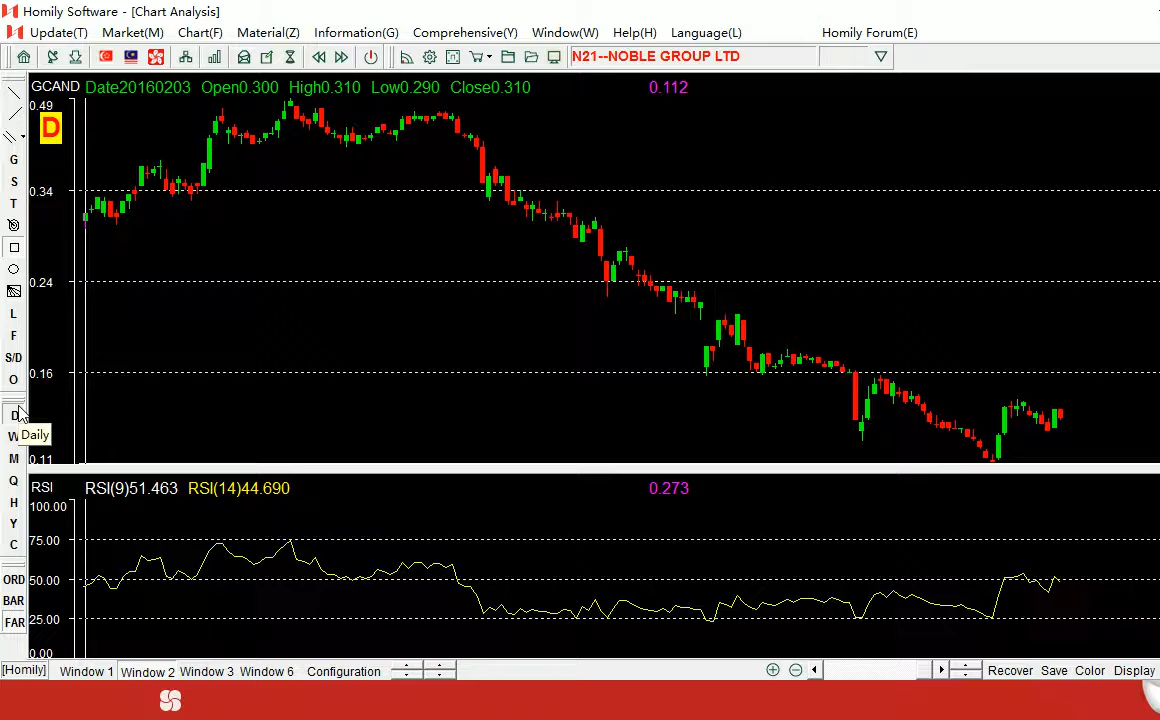 Homily Software - [Chart Analysis]
Update(T) Market(M) Chart(F) Material(Z) Information(G) Comprehensive(Y) Window(W) Help(H) Language(L) Homily Forum(E)
N21--NOBLE GROUP LTD
GCAND Date20160203 Open0.300 High0.310 Low0.290 Close0.310 0.112
0.49
D
G
S
T
0.34
0.24
L
F
S/D
0.16
O
D
Daily
W
M
0.11
Q
RSI RSI(9)51.463 RSI(14)44.690 0.273
H
100.00
Y
75.00
C
ORD
50.00
BAR
FAR
25.00
0.00
[Homily] Window 1 Window 2 Window 3 Window 6 Configuration Recover Save Color Display